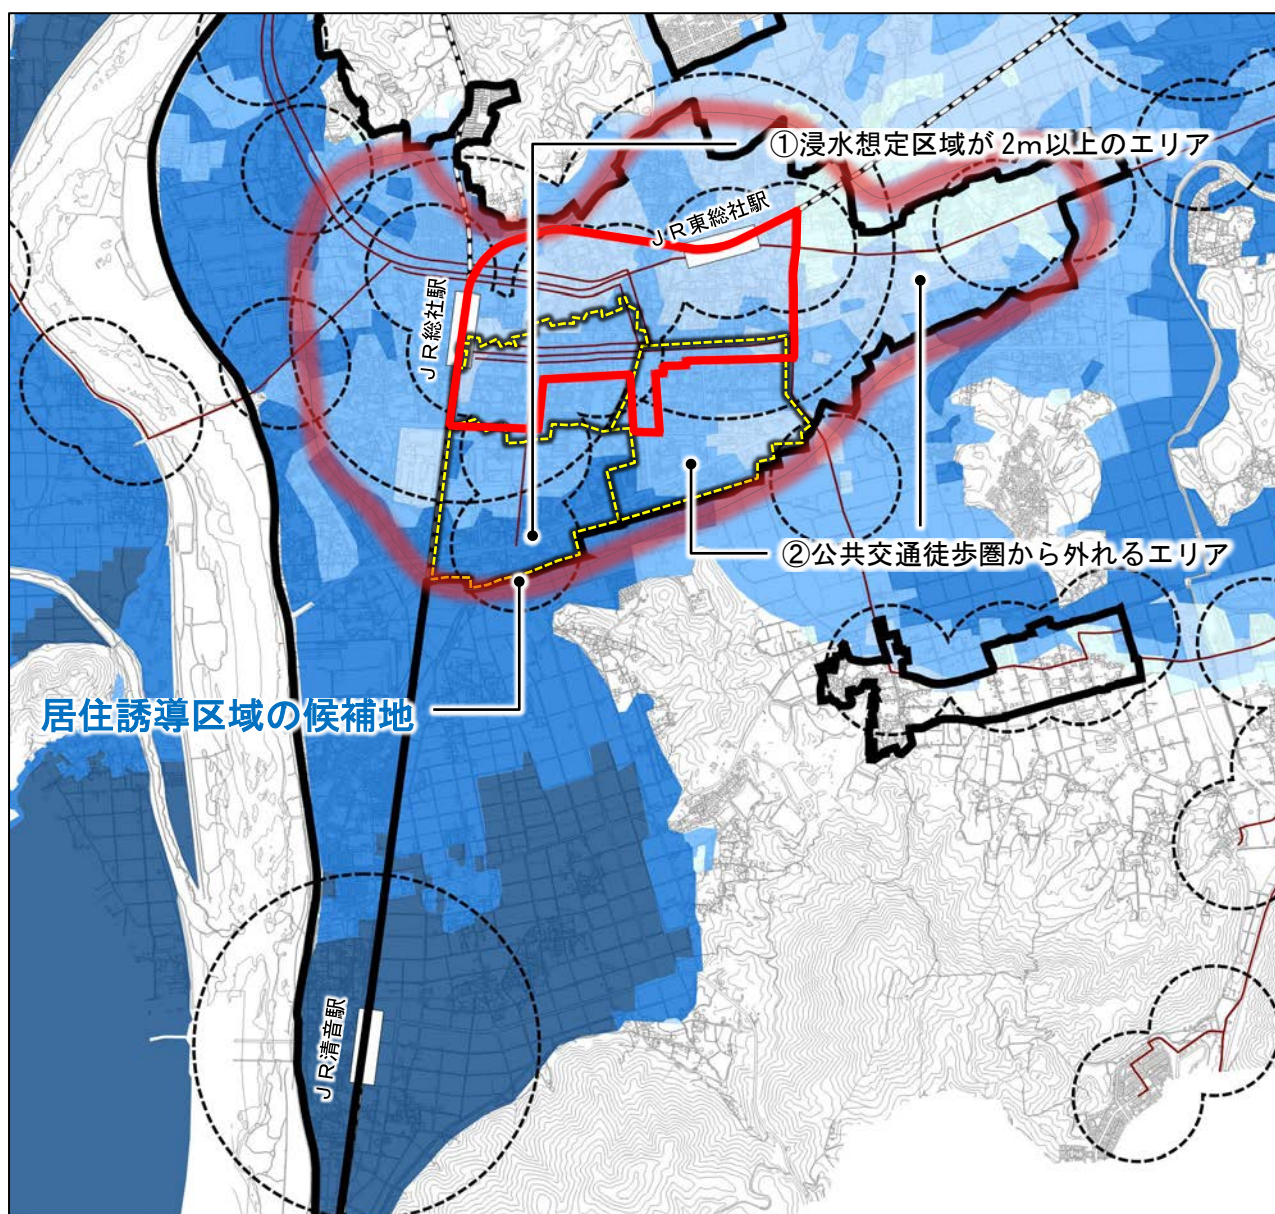 ①浸水想定区域が2m以上のエリア
JR東総社駅
JR総社駅
②公共交通徒歩圏から外れるエリア
居住誘導区域の候補地
JR清音駅